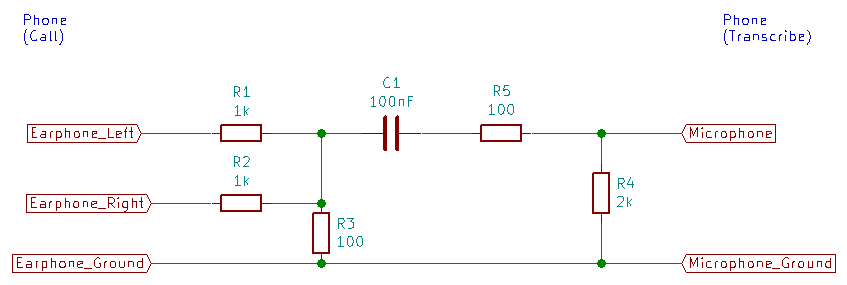 Phone
(Call)
Phone
(Transcribe)
C1
100nF
R1
1k
R5
100
Earphone_Left
Microphone
R2
1k
R4
2k
Earphone_Right
R3
100
Earphone_Ground
Microphone_Ground